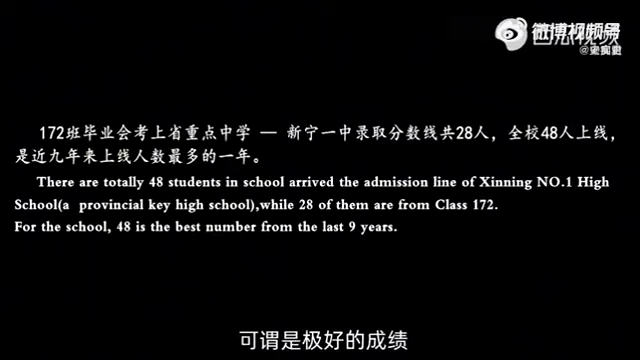 微博视频号
西瓜视频
172班毕业会考上省重点中学 — 新宁一中录取分数线共28人，全校48人上线，
是近九年来上线人数最多的一年。
There are totally 48 students in school arrived the admission line of Xinning NO.1 High
School(a provincial key high school),while 28 of them are from Class 172.
For the school, 48 is the best number from the last 9 years.
可谓是极好的成绩